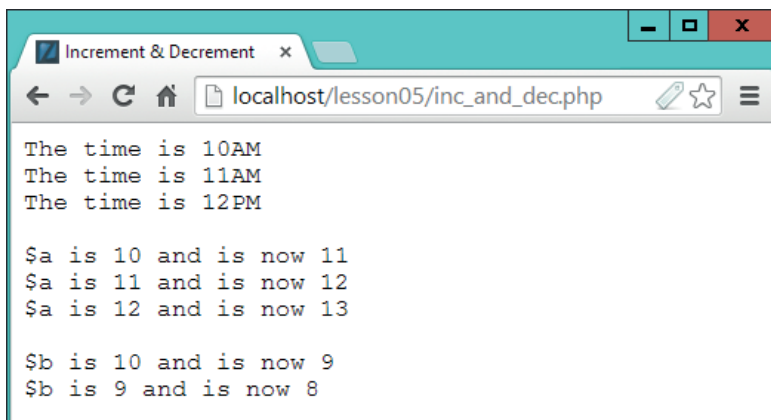 Increment & Decrement
localhost/lesson05/inc_and_dec.php
The time is 10AM
The time is 11AM
The time is 12PM
$a is 10 and is now 11
$a is 11 and is now 12
$a is 12 and is now 13
$b is 10 and is now 9
$b is 9 and is now 8